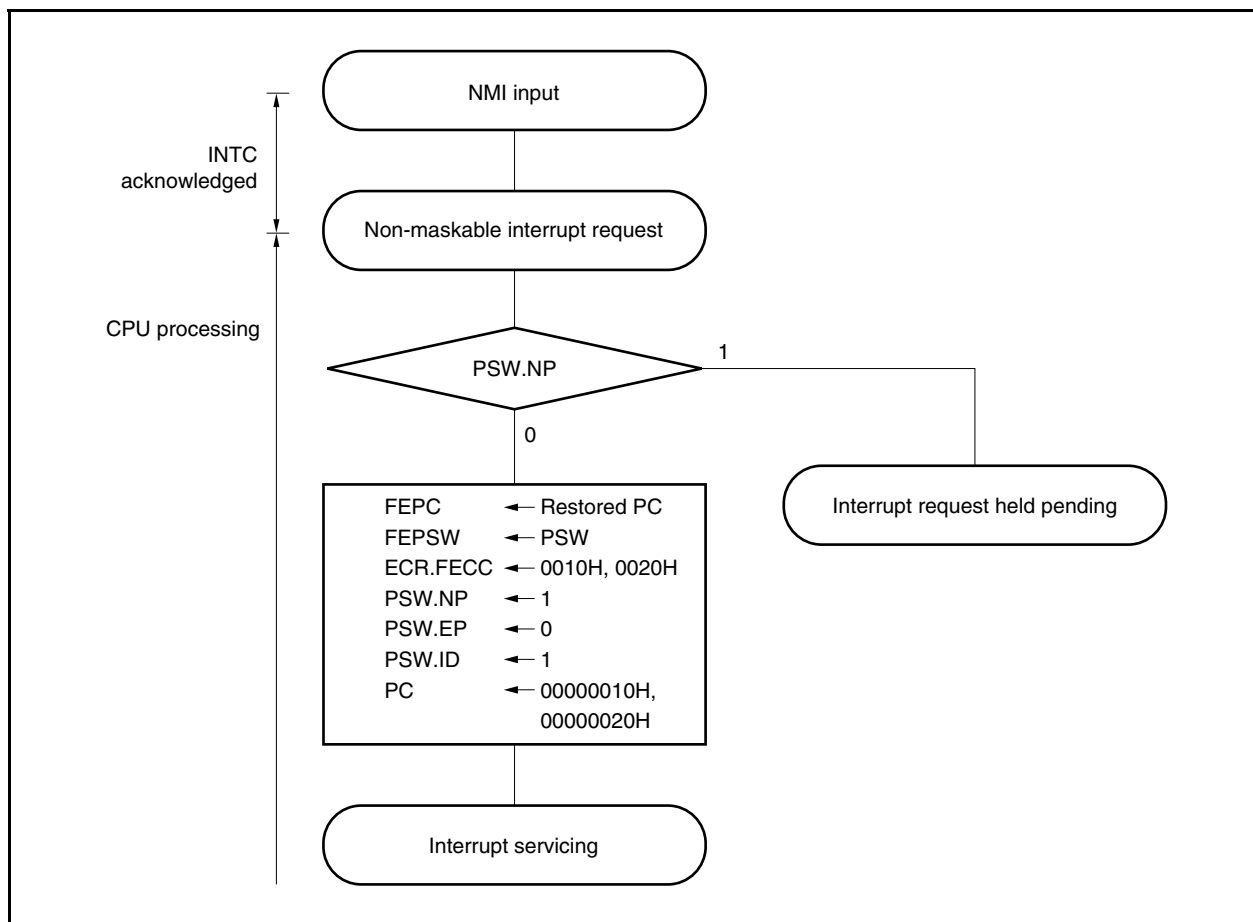 NMI input
INTC
acknowledged
Non-maskable interrupt request
CPU processing
PSW.NP
1
0
FEPC ← Restored PC
FEPSW ← PSW
ECR.FECC ← 0010H, 0020H
PSW.NP ← 1
PSW.EP ← 0
PSW.ID ← 1
PC ← 00000010H,
00000020H
Interrupt request held pending
Interrupt servicing